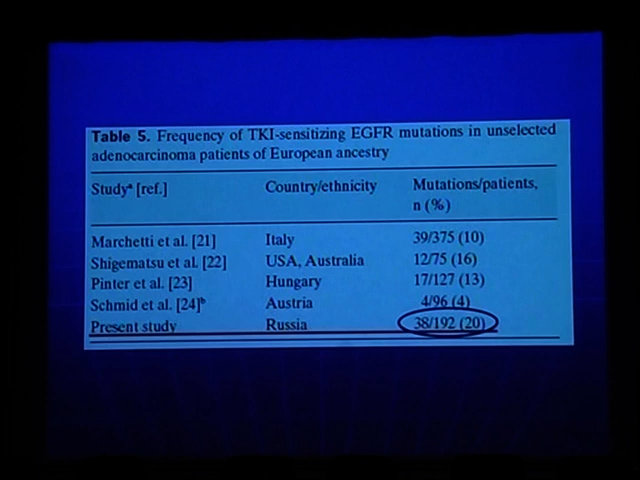 Table 5. Frequency of TKI-sensitizing EGFR mutations in unselected
adenocarcinoma patients of European ancestry
Studyᵃ [ref.] Country/ethnicity Mutations/patients,
n (%)
Marchetti et al. [21] Italy 39/375 (10)
Shigematsu et al. [22] USA, Australia 12/75 (16)
Pinter et al. [23] Hungary 17/127 (13)
Schmid et al. [24]ᵇ Austria 4/96 (4)
Present study Russia 38/192 (20)